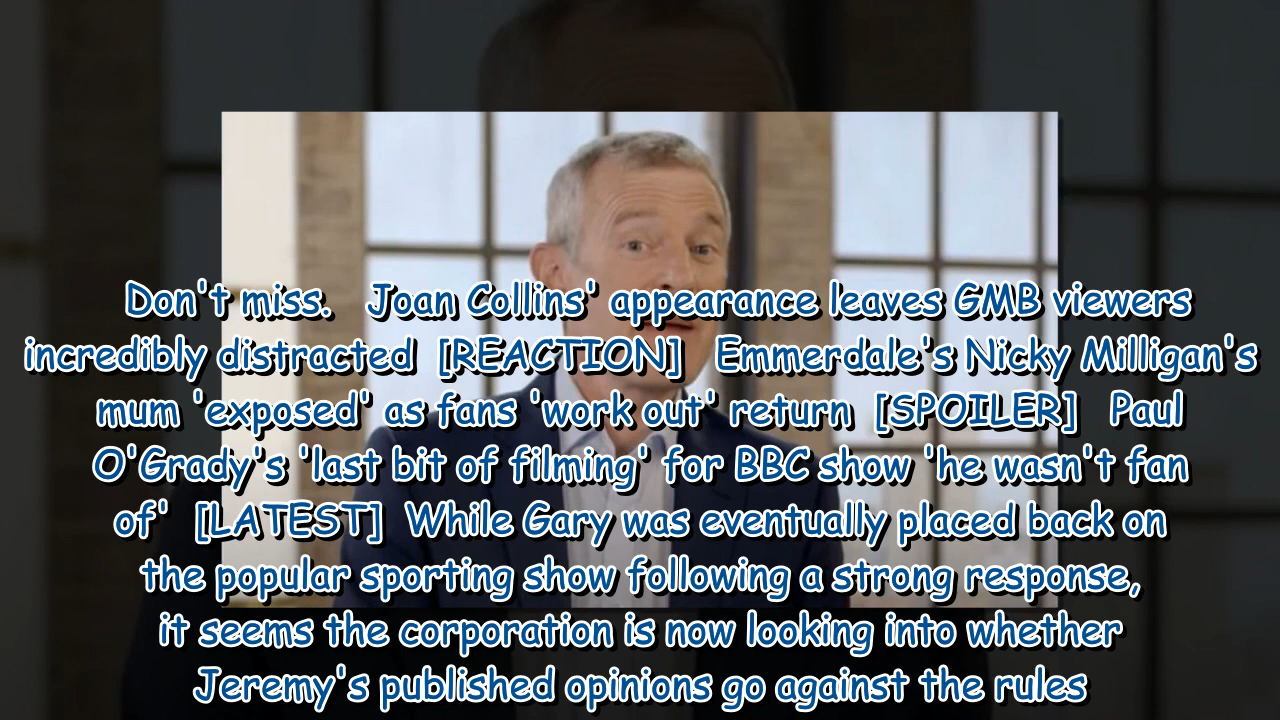 Don't miss.   Joan Collins' appearance leaves GMB viewers
incredibly distracted  [REACTION]   Emmerdale's Nicky Milligan's
mum 'exposed' as fans 'work out' return  [SPOILER]   Paul
O'Grady's 'last bit of filming' for BBC show 'he wasn't fan
of'  [LATEST]  While Gary was eventually placed back on
the popular sporting show following a strong response,
it seems the corporation is now looking into whether
Jeremy's published opinions go against the rules